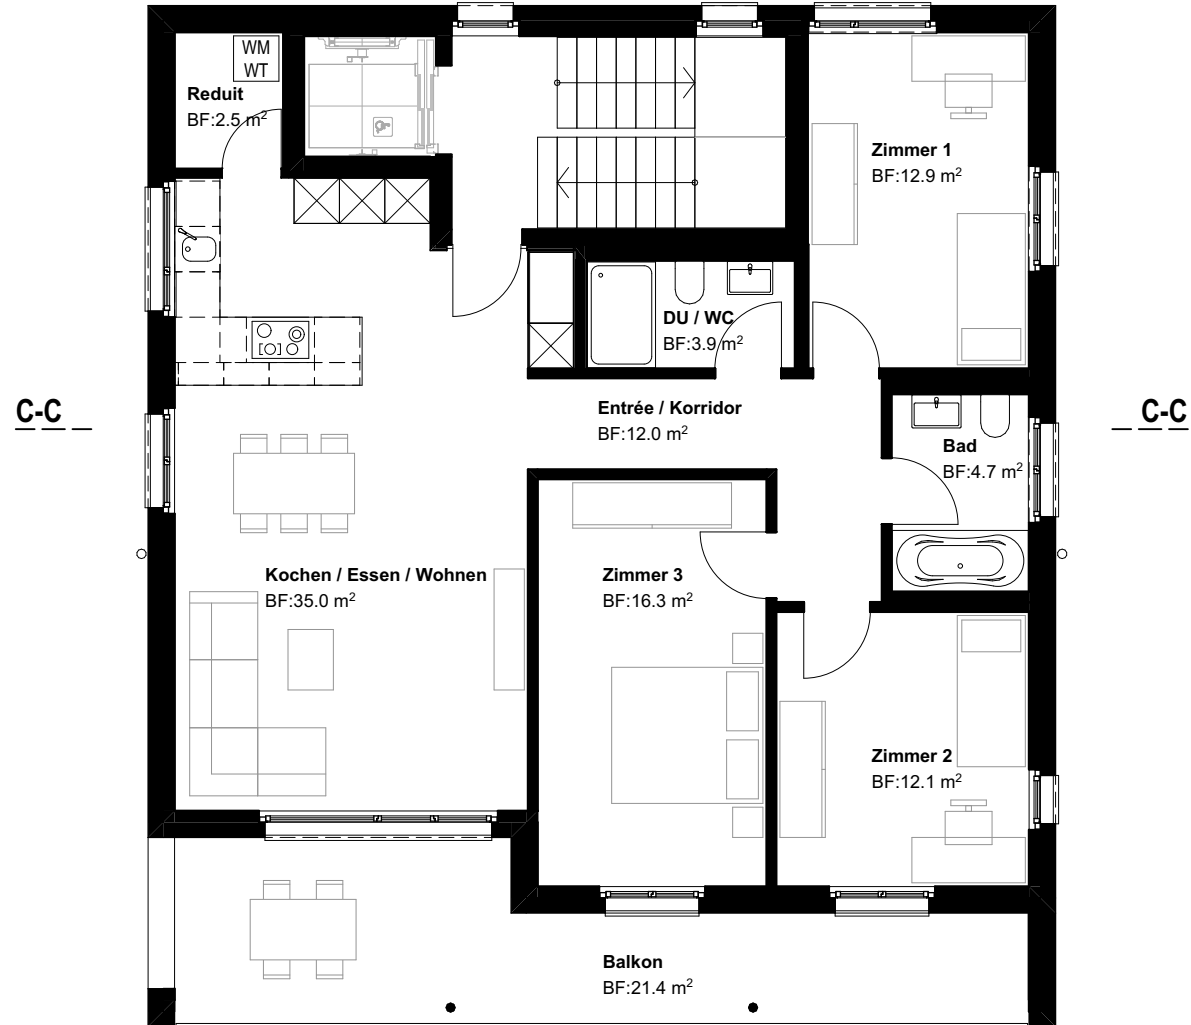 WM
WT
Reduit
BF:2.5 m²
Zimmer 1
BF:12.9 m²
DU / WC
BF:3.9 m²
C-C
C-C
Entrée / Korridor
BF:12.0 m²
Bad
BF:4.7 m²
Kochen / Essen / Wohnen
BF:35.0 m²
Zimmer 3
BF:16.3 m²
Zimmer 2
BF:12.1 m²
Balkon
BF:21.4 m²